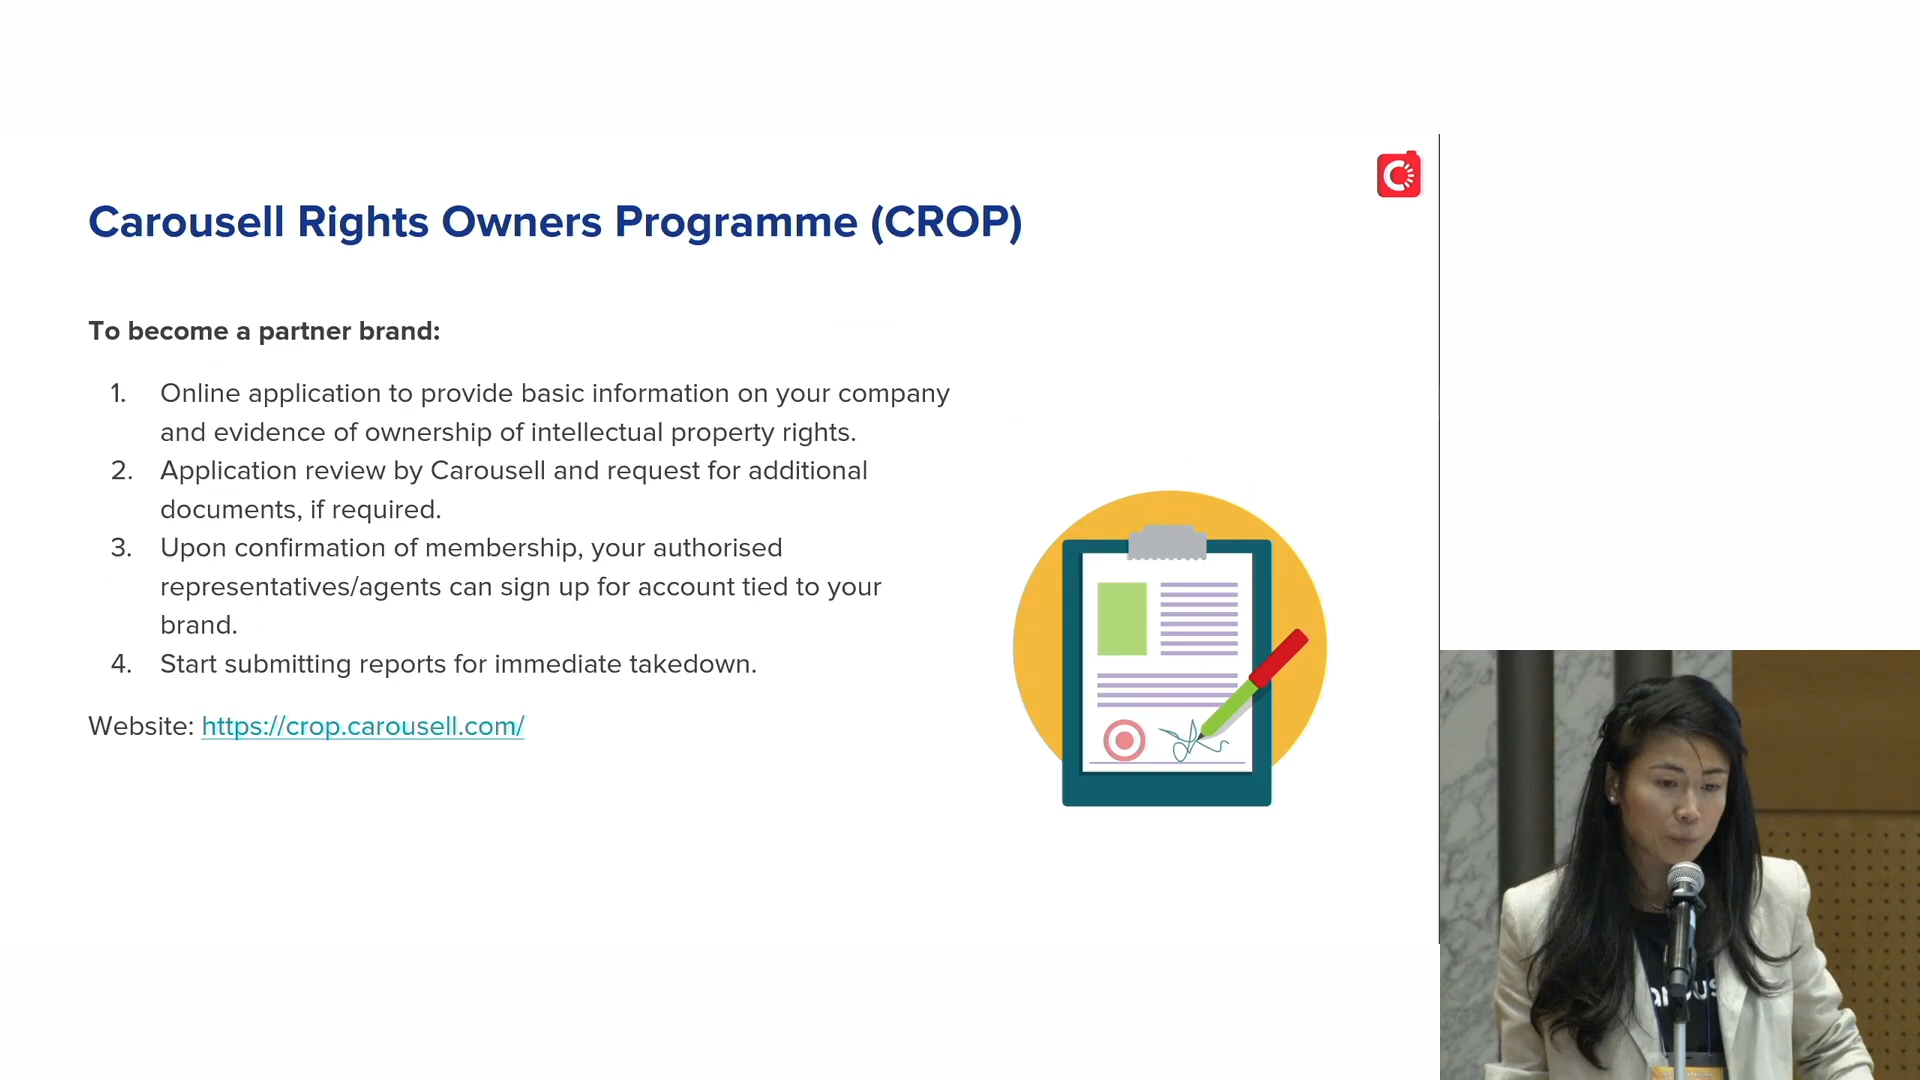 Carousell Rights Owners Programme (CROP)
To become a partner brand:
1. Online application to provide basic information on your company
and evidence of ownership of intellectual property rights.
2. Application review by Carousell and request for additional
documents, if required.
3. Upon confirmation of membership, your authorised
representatives/agents can sign up for account tied to your
brand.
4. Start submitting reports for immediate takedown.
Website: https://crop.carousell.com/